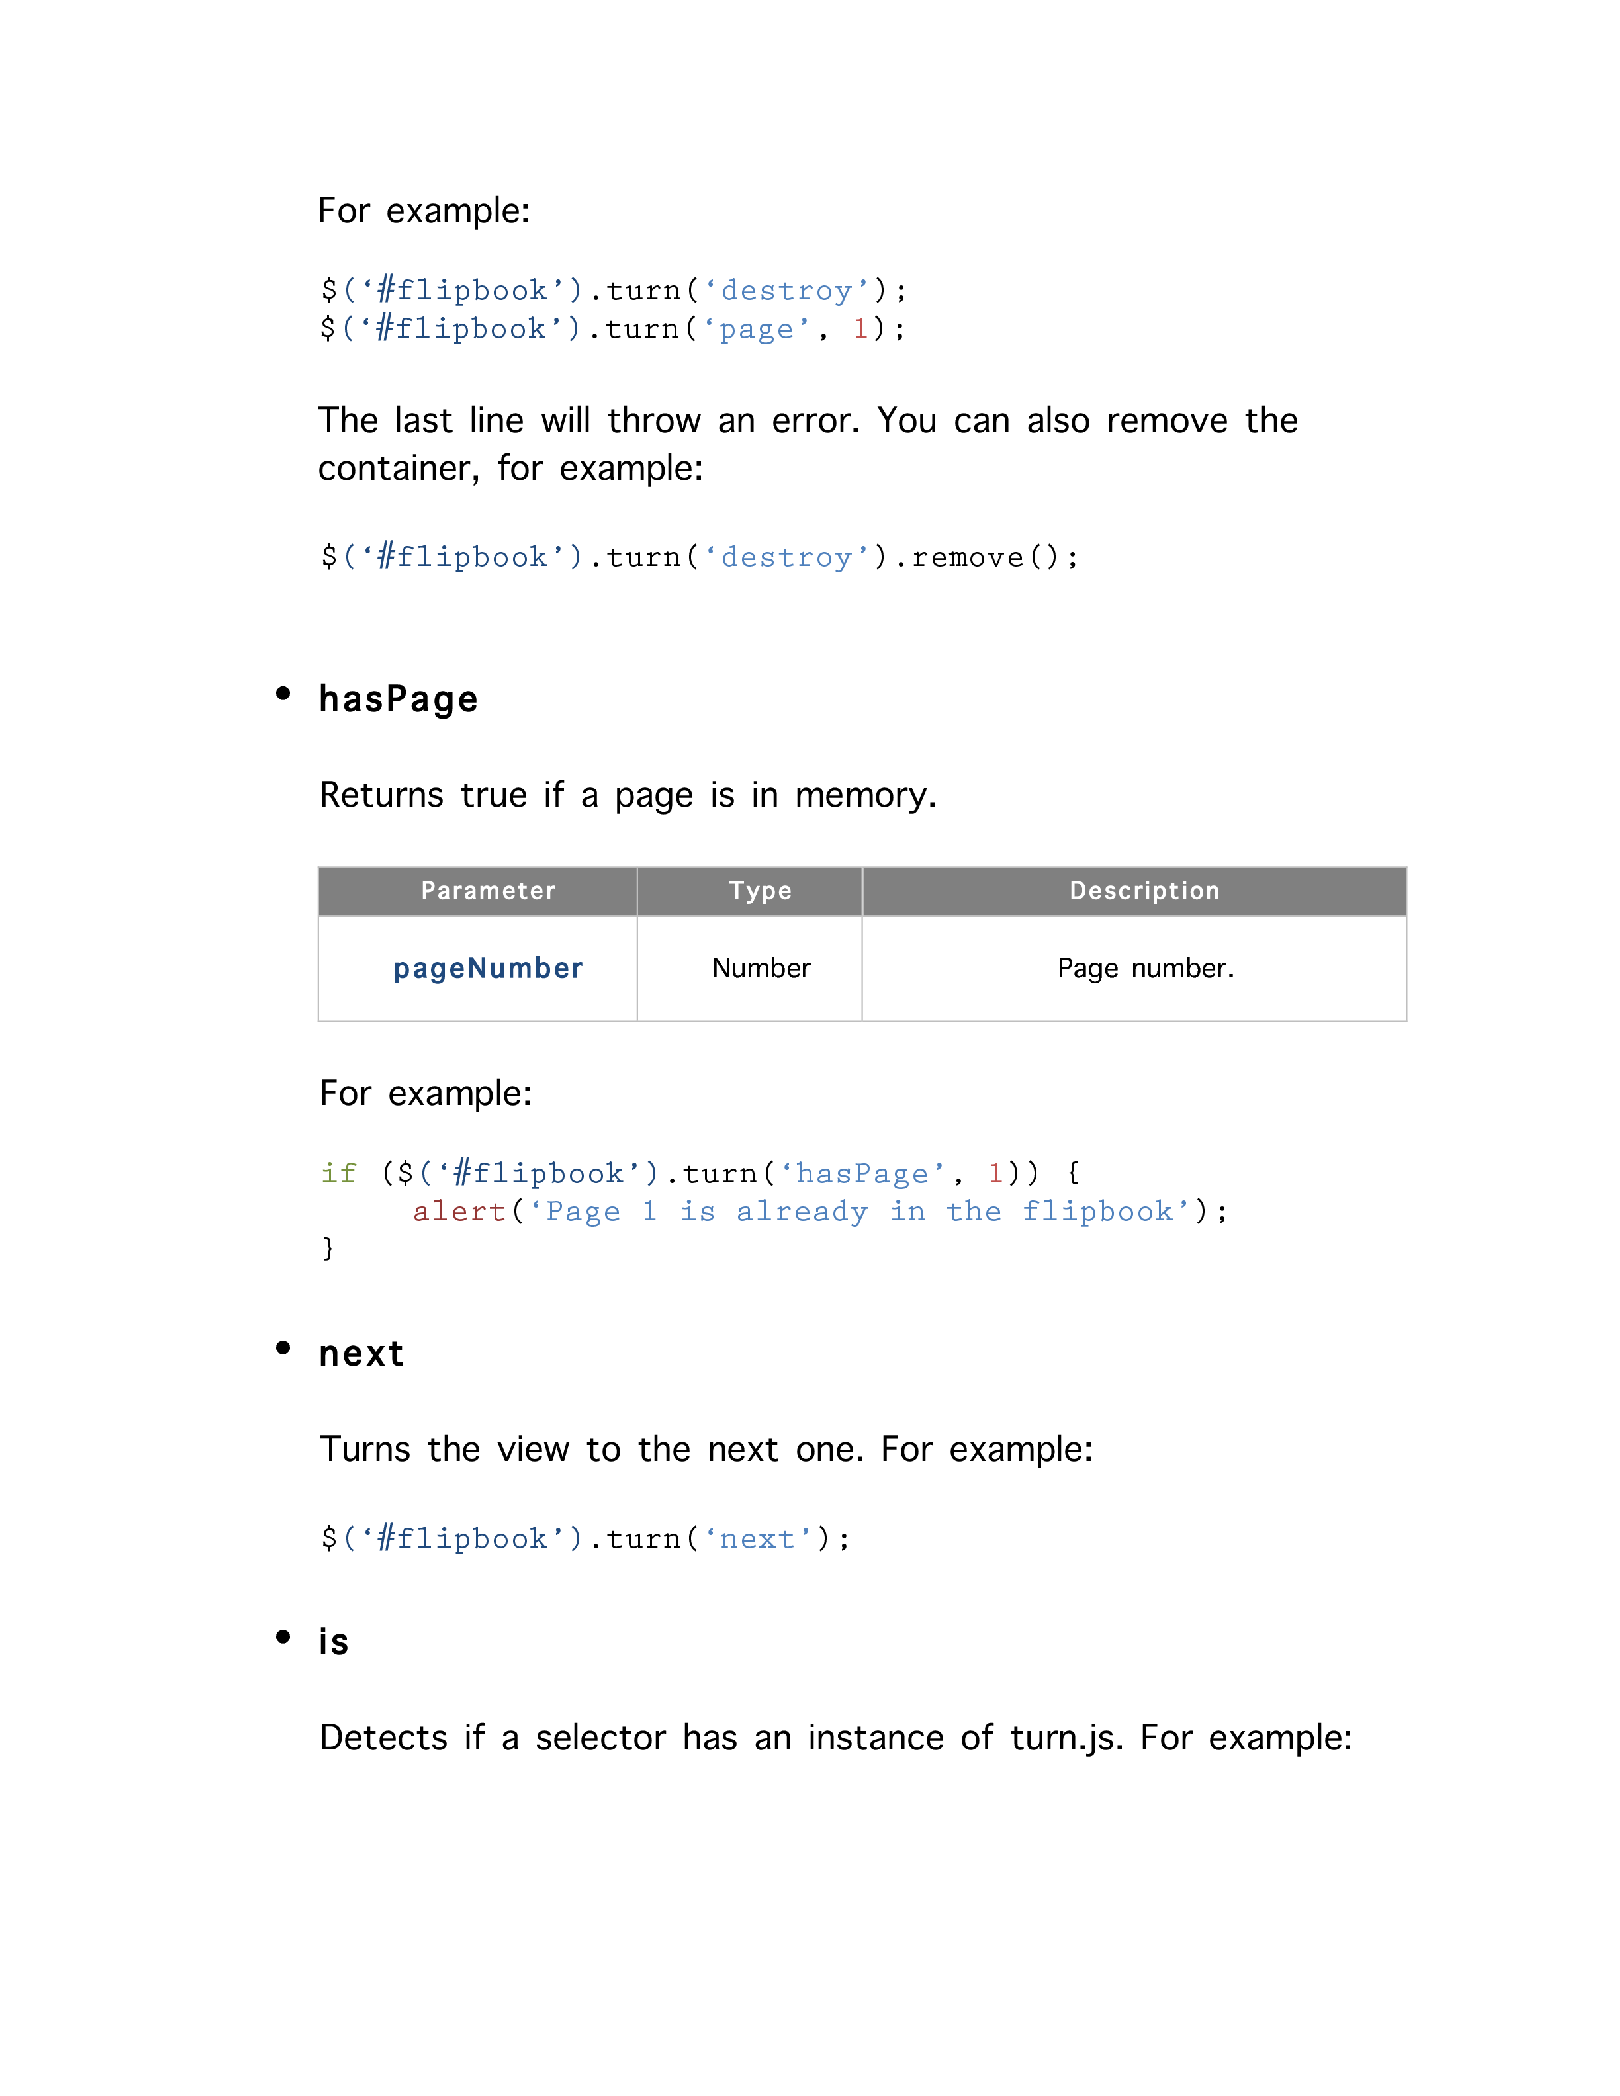 For example:
$(‘#flipbook’).turn(‘destroy’);
$(‘#flipbook’).turn(‘page’, 1);
The last line will throw an error. You can also remove the
container, for example:
$(‘#flipbook’).turn(‘destroy’).remove();
• hasPage
Returns true if a page is in memory.
Parameter Type Description
pageNumber Number Page number.
For example:
if ($(‘#flipbook’).turn(‘hasPage’, 1)) {
alert(‘Page 1 is already in the flipbook’);
}
• next
Turns the view to the next one. For example:
$(‘#flipbook’).turn(‘next’);
• is
Detects if a selector has an instance of turn.js. For example: